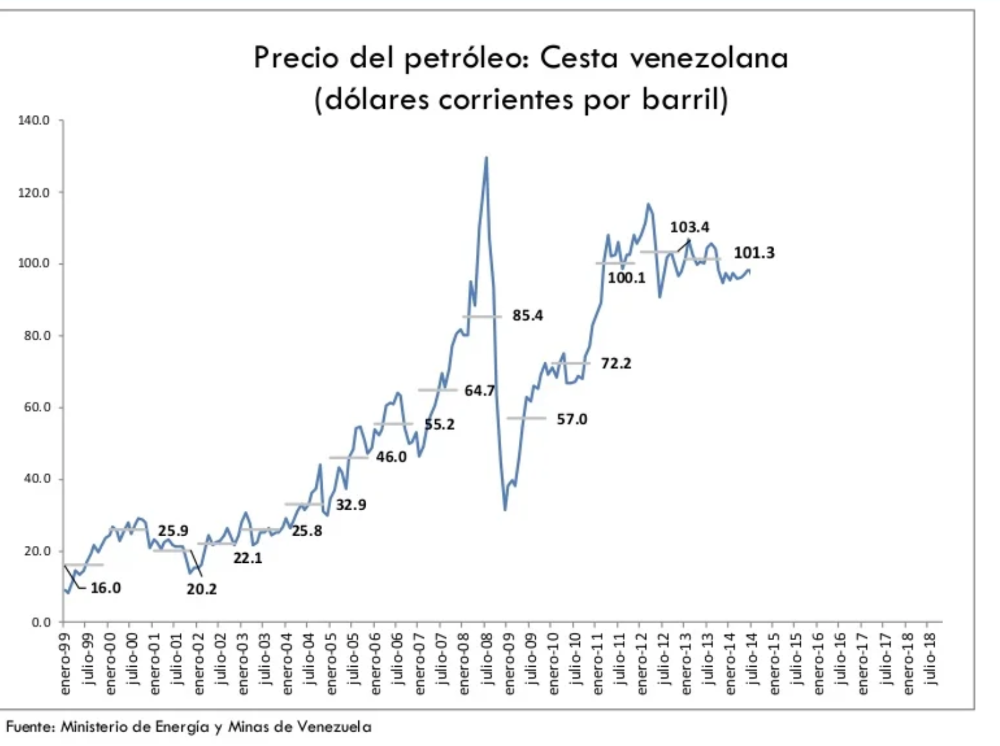 Precio del petróleo: Cesta venezolana
(dólares corrientes por barril)
140.0
120.0
100.0
80.0
60.0
40.0
20.0
0.0
16.0
25.9
20.2
22.1
25.8
32.9
46.0
55.2
64.7
85.4
57.0
72.2
100.1
103.4
101.3
enero-99
julio-99
enero-00
julio-00
enero-01
julio-01
enero-02
julio-02
enero-03
julio-03
enero-04
julio-04
enero-05
julio-05
enero-06
julio-06
enero-07
julio-07
enero-08
julio-08
enero-09
julio-09
enero-10
julio-10
enero-11
julio-11
enero-12
julio-12
enero-13
julio-13
enero-14
julio-14
enero-15
julio-15
enero-16
julio-16
enero-17
julio-17
enero-18
julio-18
Fuente: Ministerio de Energía y Minas de Venezuela